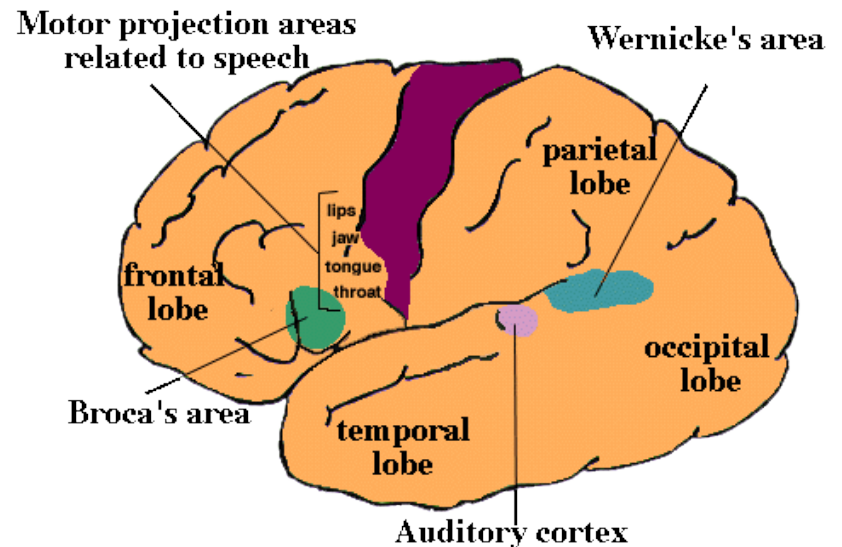 Motor projection areas
related to speech
Wernicke's area
parietal
lobe
lips
jaw
tongue
throat
frontal
lobe
occipital
lobe
Broca's area
temporal
lobe
Auditory cortex